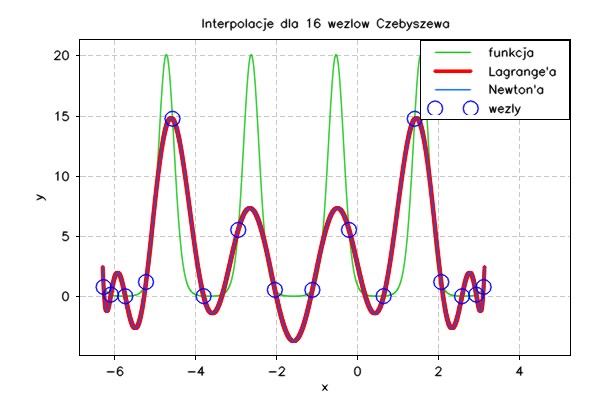 Interpolacje dla 16 wezlow Czebyszewa
funkcja
Lagrange'a
Newton'a
wezly
20
15
10
5
0
y
−6 −4 −2 0 2 4
x